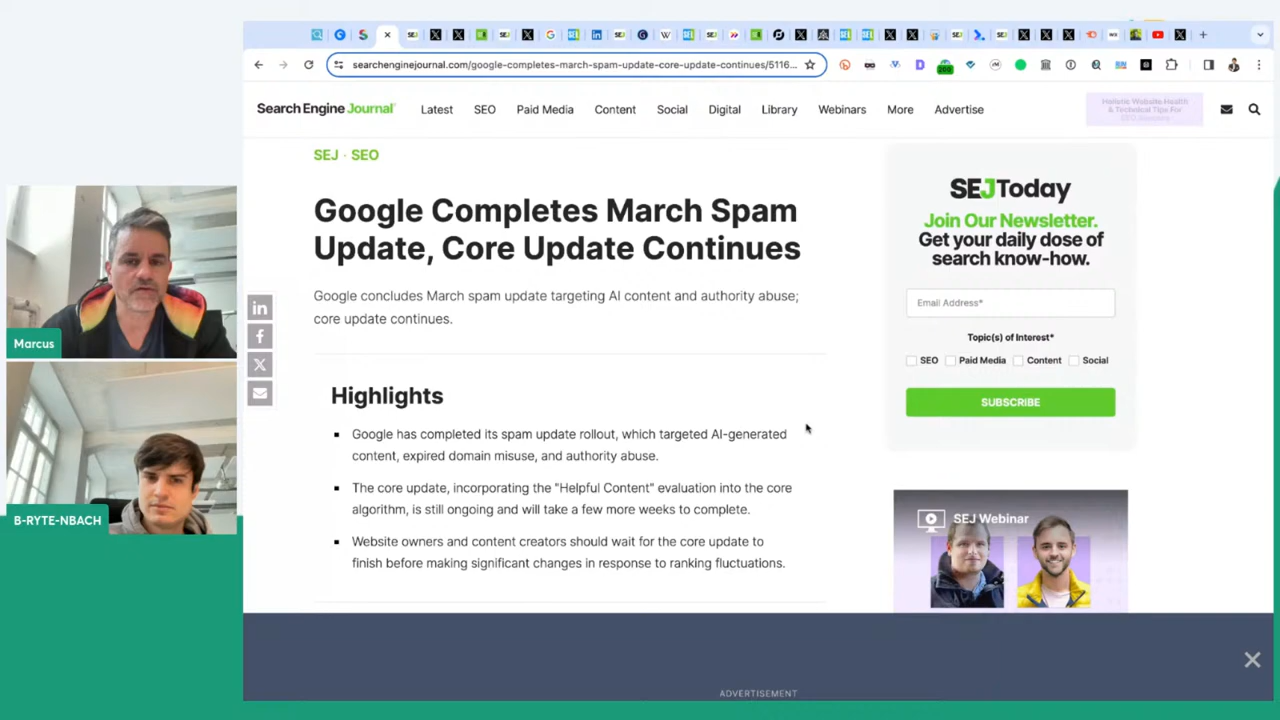 searchenginejournal.com/google-completes-march-spam-update-core-update-continues/5116...
Search Engine Journal
Latest
SEO
Paid Media
Content
Social
Digital
Library
Webinars
More
Advertise
Holistic Website Health
& Technical Tips For
SEJ · SEO
Google Completes March Spam
Update, Core Update Continues
Google concludes March spam update targeting AI content and authority abuse;
core update continues.
Highlights
Google has completed its spam update rollout, which targeted AI-generated
content, expired domain misuse, and authority abuse.
The core update, incorporating the "Helpful Content" evaluation into the core
algorithm, is still ongoing and will take a few more weeks to complete.
Website owners and content creators should wait for the core update to
finish before making significant changes in response to ranking fluctuations.
SEJToday
Join Our Newsletter.
Get your daily dose of
search know-how.
Email Address*
Topic(s) of Interest*
SEO
Paid Media
Content
Social
SUBSCRIBE
SEJ Webinar
ADVERTISEMENT
Marcus
B-RYTE-NBACH